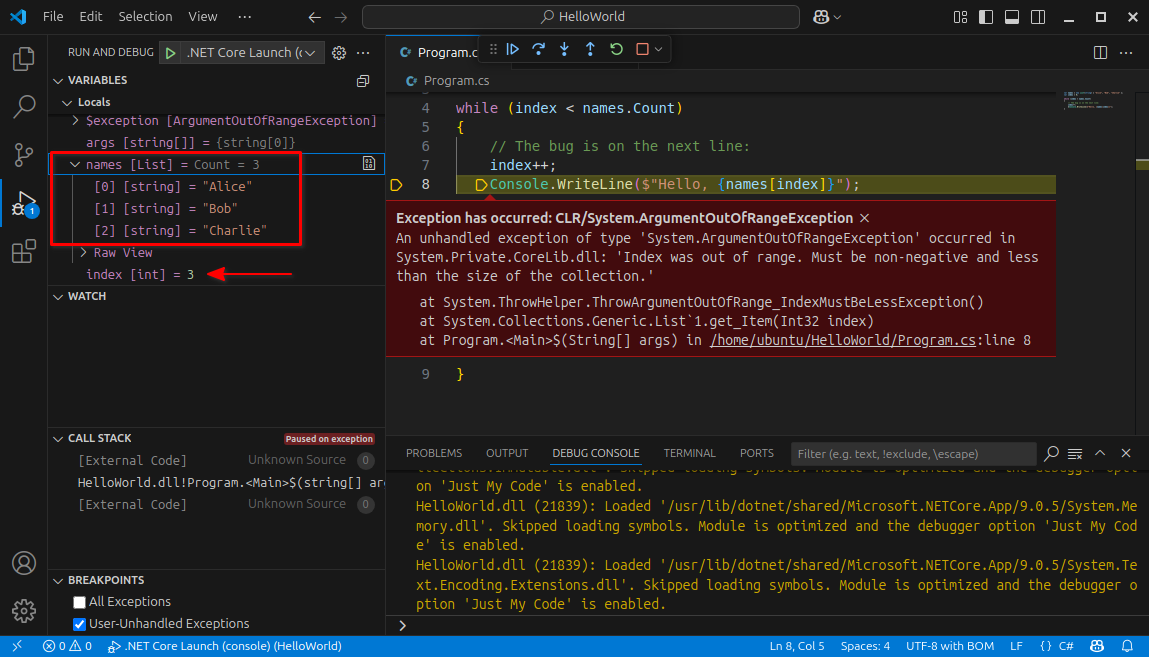 File Edit Selection View ··· HelloWorld
RUN AND DEBUG .NET Core Launch (c
VARIABLES
Locals
$exception [ArgumentOutOfRangeException]
args [string[]] = {string[0]}
names [List] = Count = 3
[0] [string] = "Alice"
[1] [string] = "Bob"
[2] [string] = "Charlie"
Raw View
index [int] = 3
WATCH
CALL STACK Paused on exception
[External Code] Unknown Source 0
HelloWorld.dll!Program.<Main>$(string[] ar
[External Code] Unknown Source 0
BREAKPOINTS
All Exceptions
User-Unhandled Exceptions
1
Program.c
Program.cs
4 while (index < names.Count)
5 {
6 // The bug is on the next line:
7 index++;
8 Console.WriteLine($"Hello, {names[index]}");
Exception has occurred: CLR/System.ArgumentOutOfRangeException
An unhandled exception of type 'System.ArgumentOutOfRangeException' occurred in
System.Private.CoreLib.dll: 'Index was out of range. Must be non-negative and less
than the size of the collection.'
at System.ThrowHelper.ThrowArgumentOutOfRange_IndexMustBeLessException()
at System.Collections.Generic.List`1.get_Item(Int32 index)
at Program.<Main>$(String[] args) in /home/ubuntu/HelloWorld/Program.cs:line 8
9 }
PROBLEMS OUTPUT DEBUG CONSOLE TERMINAL PORTS Filter (e.g. text, !exclude, \escape)
on 'Just My Code' is enabled.
HelloWorld.dll (21839): Loaded '/usr/lib/dotnet/shared/Microsoft.NETCore.App/9.0.5/System.Me
mory.dll'. Skipped loading symbols. Module is optimized and the debugger option 'Just My Cod
e' is enabled.
HelloWorld.dll (21839): Loaded '/usr/lib/dotnet/shared/Microsoft.NETCore.App/9.0.5/System.Te
xt.Encoding.Extensions.dll'. Skipped loading symbols. Module is optimized and the debugger o
ption 'Just My Code' is enabled.
0 0 .NET Core Launch (console) (HelloWorld) Ln 8, Col 5 Spaces: 4 UTF-8 with BOM LF {} C#